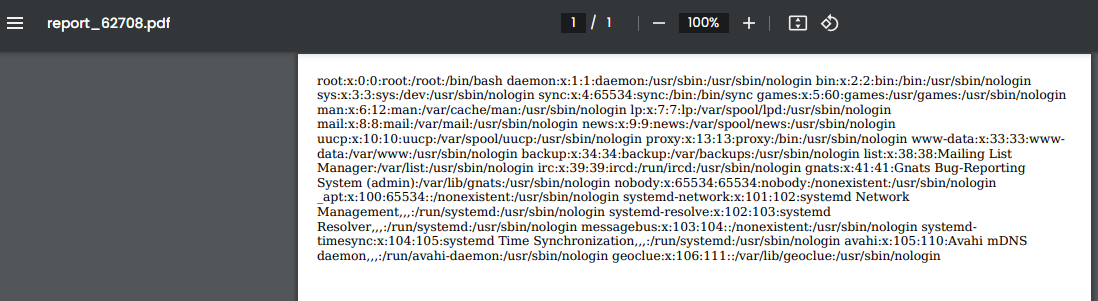 report_62708.pdf
1 / 1
100%
root:x:0:0:root:/root:/bin/bash daemon:x:1:1:daemon:/usr/sbin:/usr/sbin/nologin bin:x:2:2:bin:/bin:/usr/sbin/nologin
sys:x:3:3:sys:/dev:/usr/sbin/nologin sync:x:4:65534:sync:/bin:/bin/sync games:x:5:60:games:/usr/games:/usr/sbin/nologin
man:x:6:12:man:/var/cache/man:/usr/sbin/nologin lp:x:7:7:lp:/var/spool/lpd:/usr/sbin/nologin
mail:x:8:8:mail:/var/mail:/usr/sbin/nologin news:x:9:9:news:/var/spool/news:/usr/sbin/nologin
uucp:x:10:10:uucp:/var/spool/uucp:/usr/sbin/nologin proxy:x:13:13:proxy:/bin:/usr/sbin/nologin www-data:x:33:33:www-
data:/var/www:/usr/sbin/nologin backup:x:34:34:backup:/var/backups:/usr/sbin/nologin list:x:38:38:Mailing List
Manager:/var/list:/usr/sbin/nologin irc:x:39:39:ircd:/run/ircd:/usr/sbin/nologin gnats:x:41:41:Gnats Bug-Reporting
System (admin):/var/lib/gnats:/usr/sbin/nologin nobody:x:65534:65534:nobody:/nonexistent:/usr/sbin/nologin
_apt:x:100:65534::/nonexistent:/usr/sbin/nologin systemd-network:x:101:102:systemd Network
Management,,,:/run/systemd:/usr/sbin/nologin systemd-resolve:x:102:103:systemd
Resolver,,,:/run/systemd:/usr/sbin/nologin messagebus:x:103:104::/nonexistent:/usr/sbin/nologin systemd-
timesync:x:104:105:systemd Time Synchronization,,,:/run/systemd:/usr/sbin/nologin avahi:x:105:110:Avahi mDNS
daemon,,,:/run/avahi-daemon:/usr/sbin/nologin geoclue:x:106:111::/var/lib/geoclue:/usr/sbin/nologin